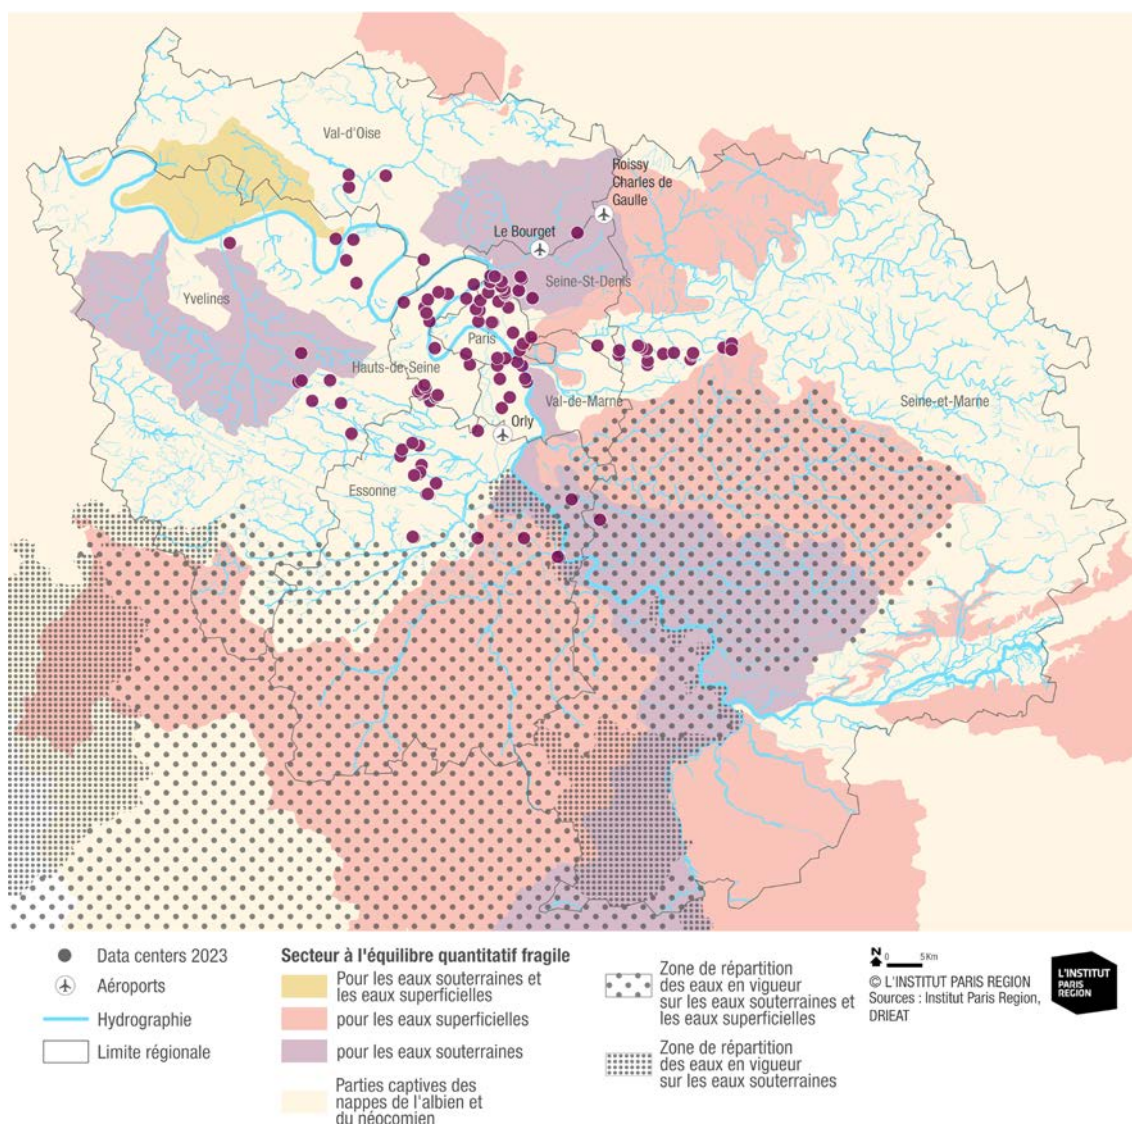 Val-d'Oise
Roissy
Charles de
Gaulle
Le Bourget
Seine-St-Denis
Yvelines
Paris
Hauts-de-Seine
Val-de-Marne
Seine-et-Marne
Orly
Essonne
Data centers 2023
Aéroports
Hydrographie
Limite régionale
Secteur à l'équilibre quantitatif fragile
Pour les eaux souterraines et
les eaux superficielles
pour les eaux superficielles
pour les eaux souterraines
Parties captives des
nappes de l'albien et
du néocomien
Zone de répartition
des eaux en vigueur
sur les eaux souterraines et
les eaux superficielles
Zone de répartition
des eaux en vigueur
sur les eaux souterraines
N
0 5 Km
© L'INSTITUT PARIS REGION
Sources : Institut Paris Region,
DRIEAT
L'INSTITUT
PARIS
REGION